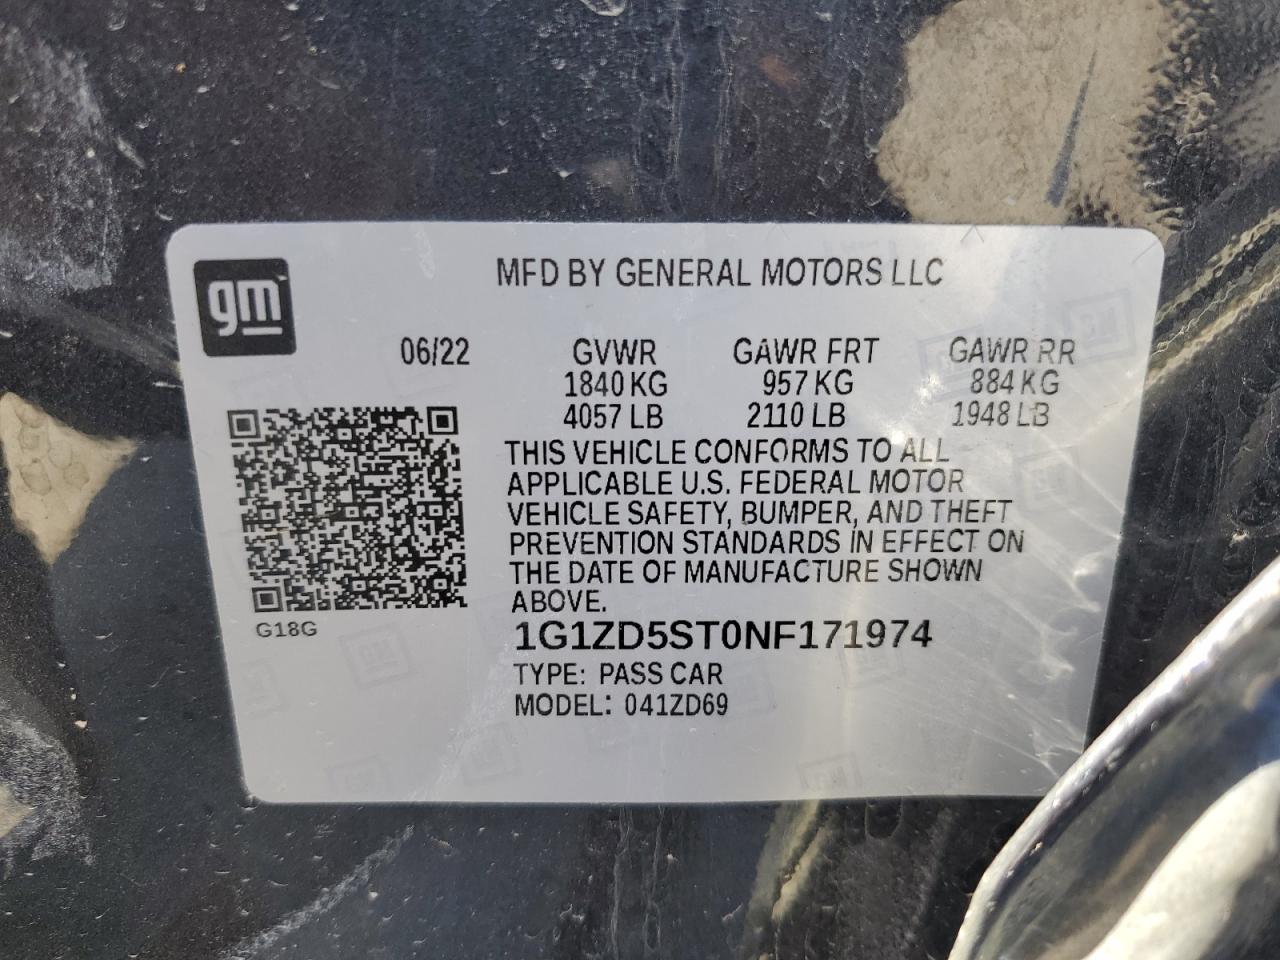 gm
MFD BY GENERAL MOTORS LLC
06/22 GVWR GAWR FRT GAWR RR
1840 KG 957 KG 884 KG
4057 LB 2110 LB 1948 LB
THIS VEHICLE CONFORMS TO ALL
APPLICABLE U.S. FEDERAL MOTOR
VEHICLE SAFETY, BUMPER, AND THEFT
PREVENTION STANDARDS IN EFFECT ON
THE DATE OF MANUFACTURE SHOWN
ABOVE.
G18G
1G1ZD5ST0NF171974
TYPE: PASS CAR
MODEL: 041ZD69